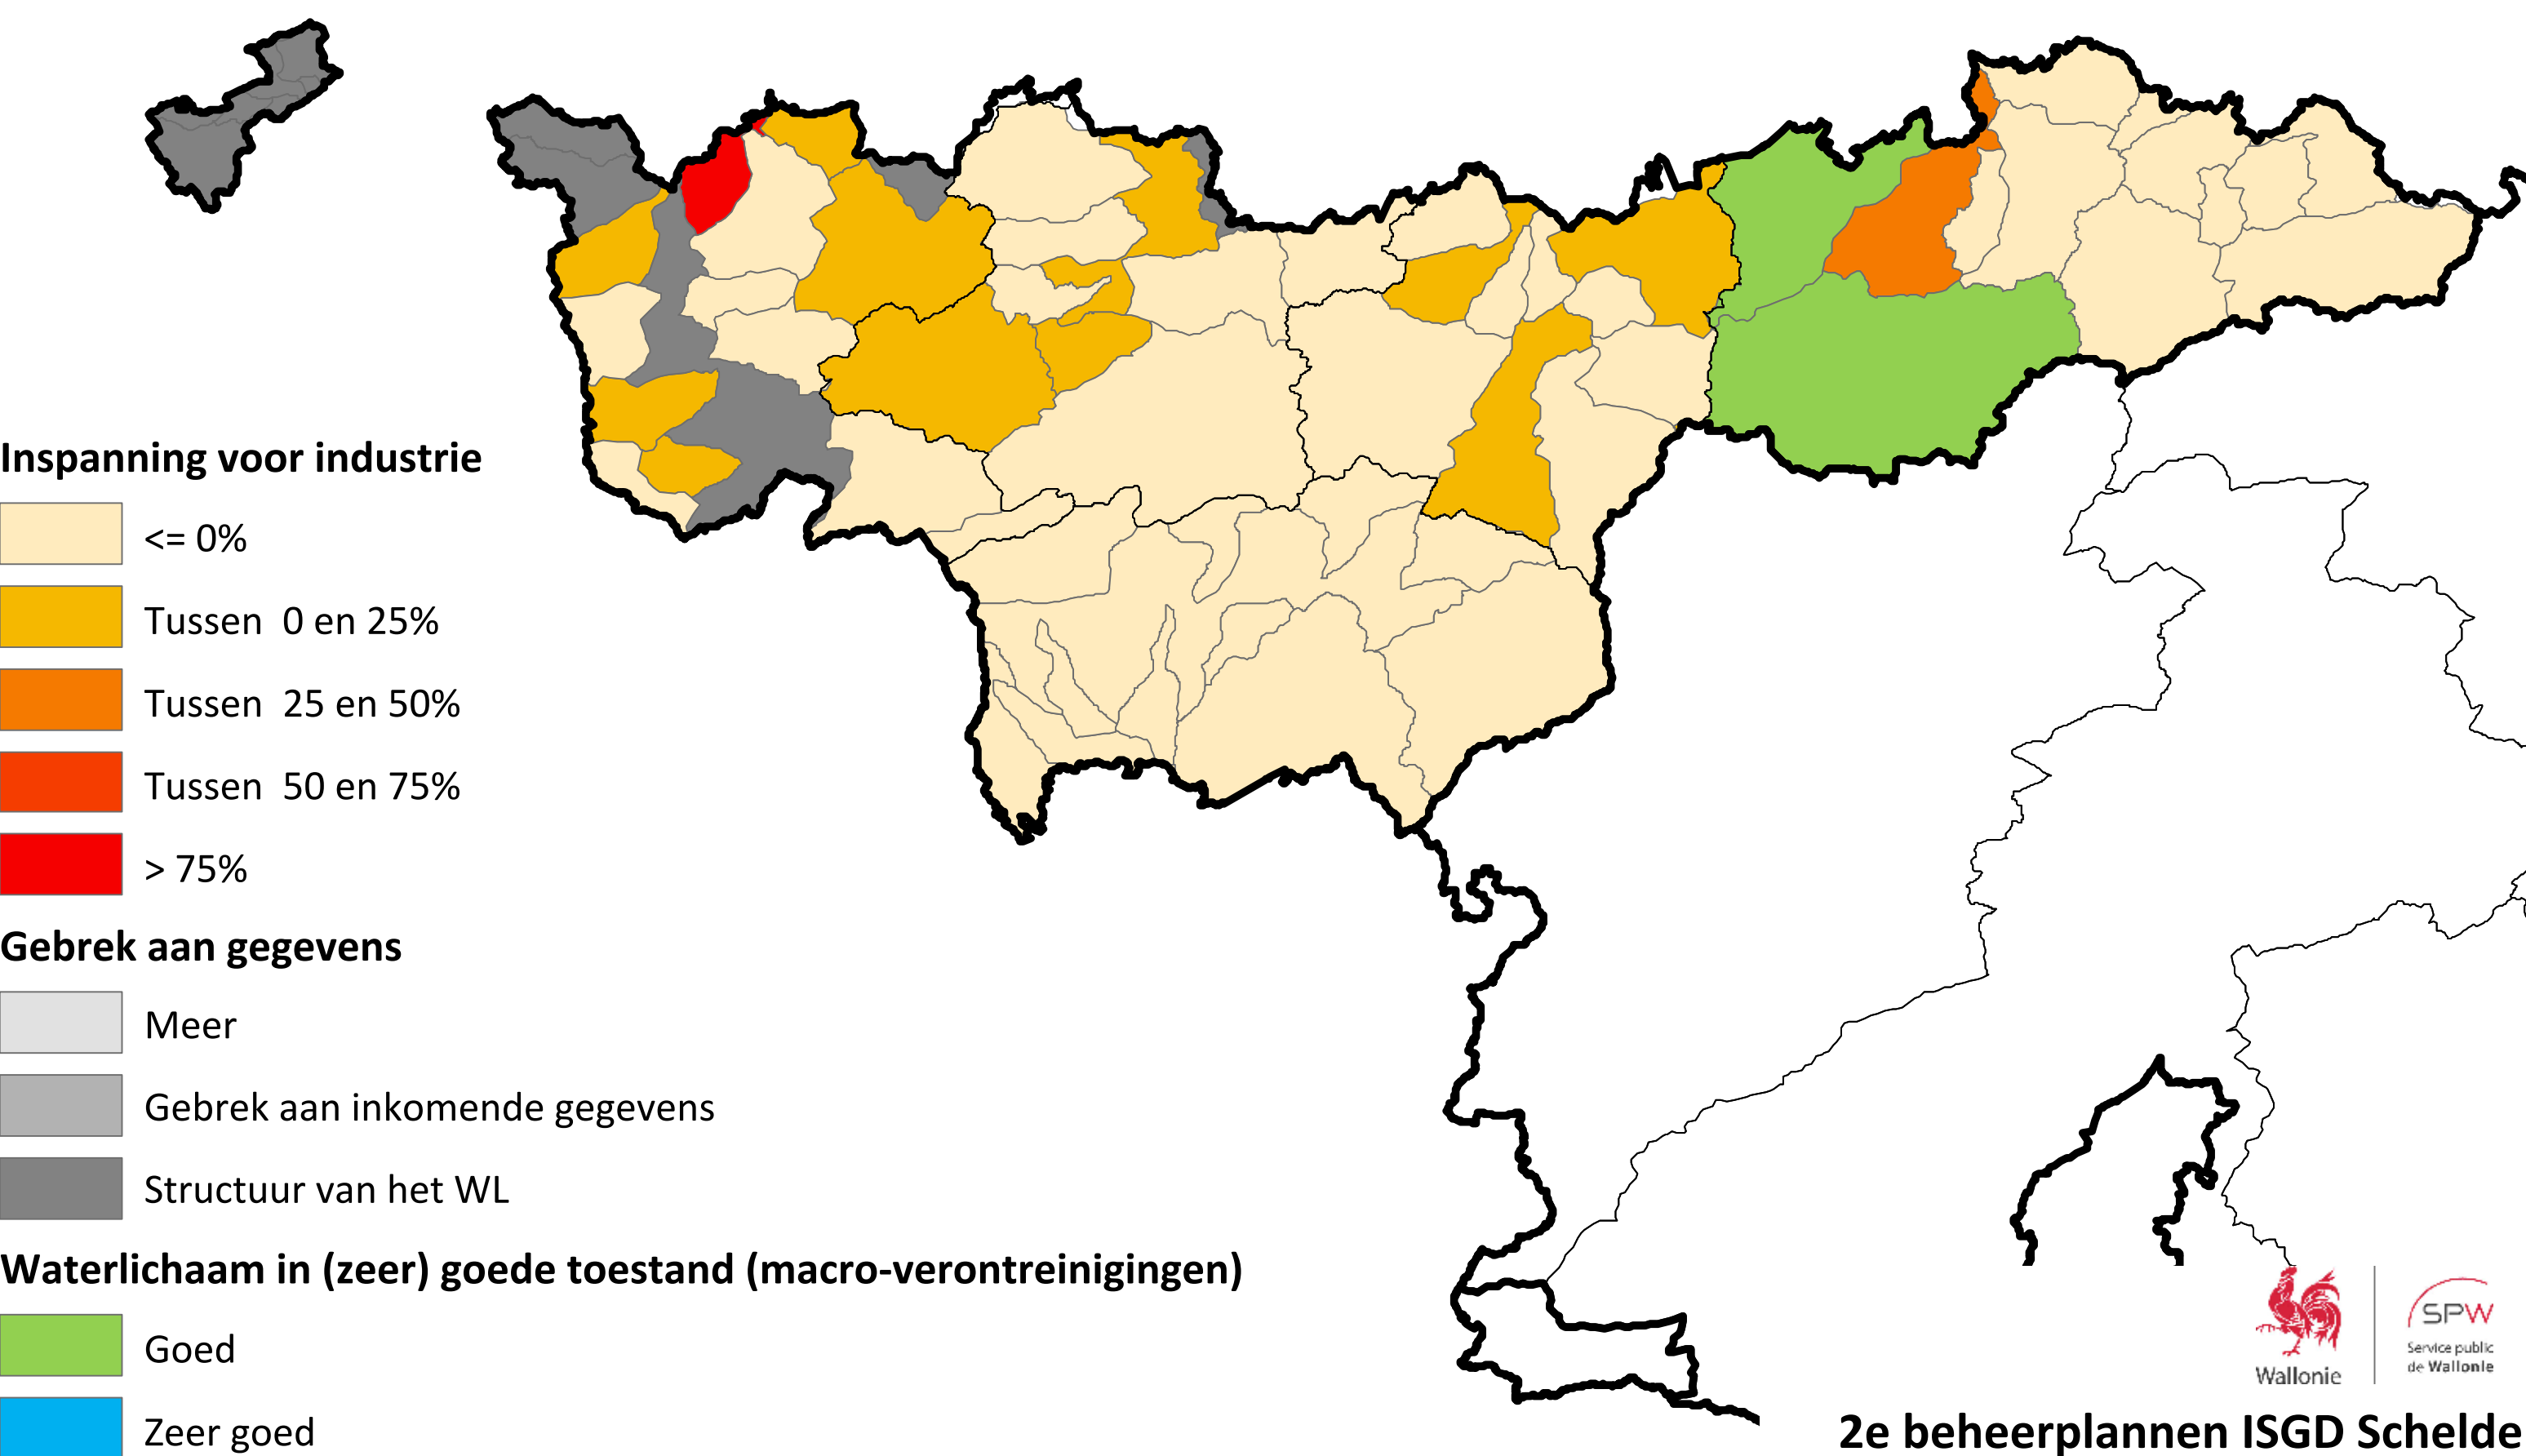 Inspanning voor industrie
<= 0%
Tussen  0 en 25%
Tussen  25 en 50%
Tussen  50 en 75%
> 75%
Gebrek aan gegevens
Meer
Gebrek aan inkomende gegevens
Structuur van het WL
Waterlichaam in (zeer) goede toestand (macro-verontreinigingen)
Goed
Zeer goed
Wallonie
SPW
Service public
de Wallonie
2e beheerplannen ISGD Schelde